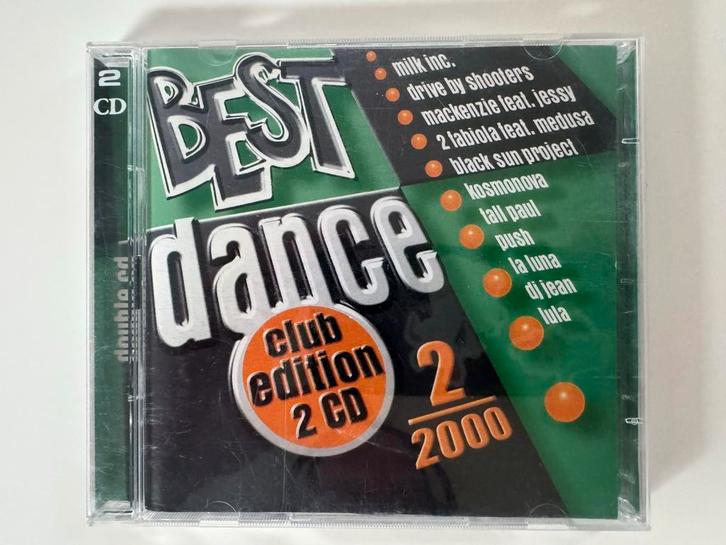 2
CD
double cd
BEST
dance
club
edition
2 CD
2
2000
milk inc.
drive by shooters
mackenzie feat. jessy
2 fabiola feat. medusa
black sun project
kosmonova
tall paul
push
la luna
dj jean
lula